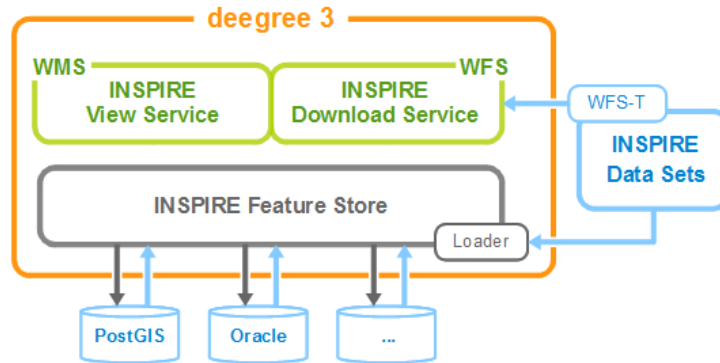 deegree 3
WMS
INSPIRE
View Service
WFS
INSPIRE
Download Service
WFS-T
INSPIRE
Data Sets
INSPIRE Feature Store
Loader
PostGIS
Oracle
...